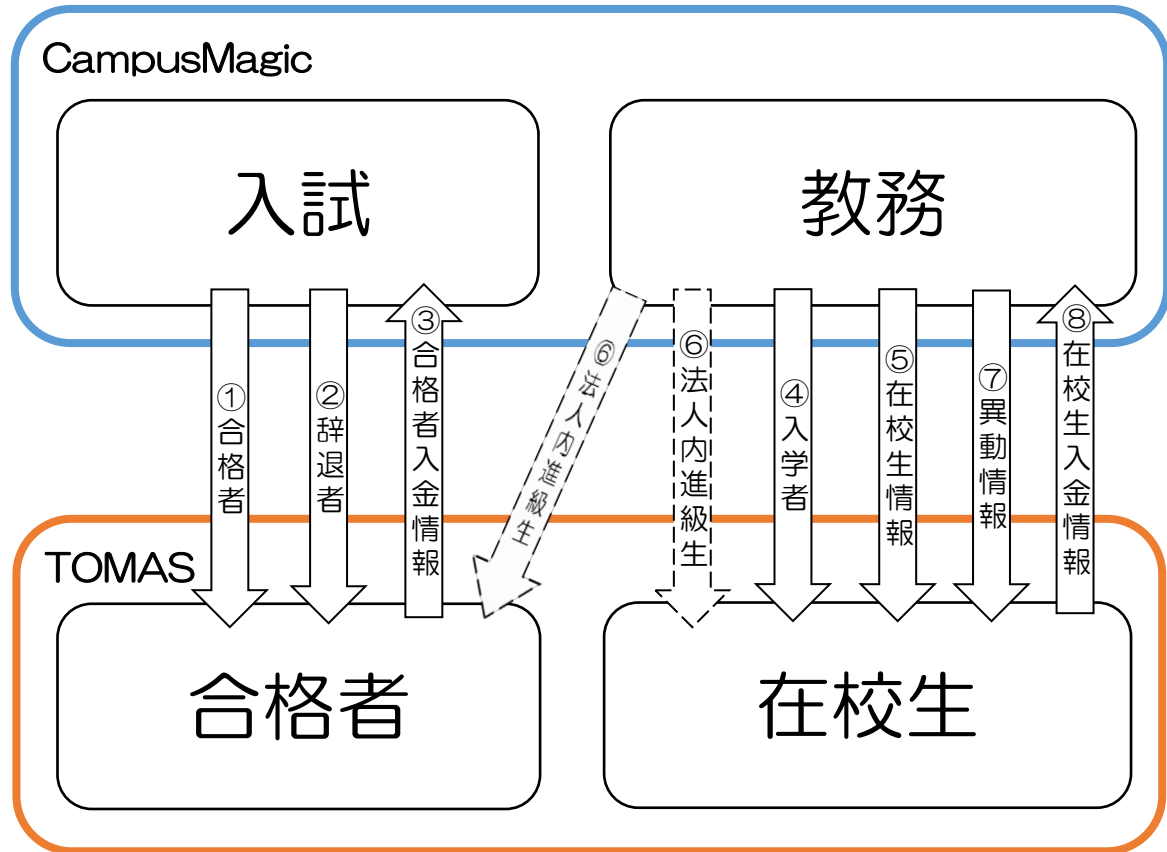 CampusMagic
入試
教務
①合格者
②辞退者
③合格者入金情報
⑥法人内進級生
⑥法人内進級生
④入学者
⑤在校生情報
⑦異動情報
⑧在校生入金情報
TOMAS
合格者
在校生